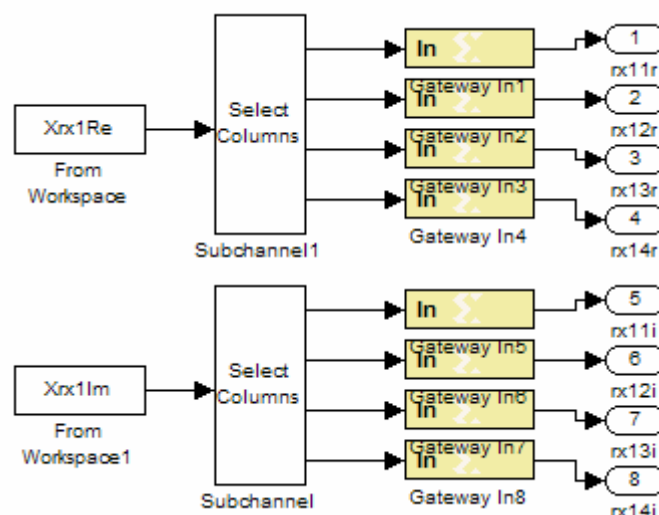 In
1
Gateway In1
rx11r
Select
Columns
In
2
Xrx1Re
Gateway In2
rx12r
From
Workspace
In
3
Gateway In3
rx13r
In
4
Subchannel1
Gateway In4
rx14r
In
5
Gateway In5
rx11i
Select
Columns
In
6
Xrx1Im
Gateway In6
rx12i
From
Workspace1
In
7
Gateway In7
rx13i
In
8
Subchannel
Gateway In8
rx14i